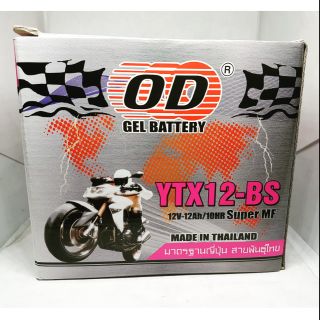 OD ®
GEL BATTERY
YTX12-BS
12V-12Ah/10HR Super MF
MADE IN THAILAND
มาตรฐานญี่ปุ่น สายพันธุ์ไทย